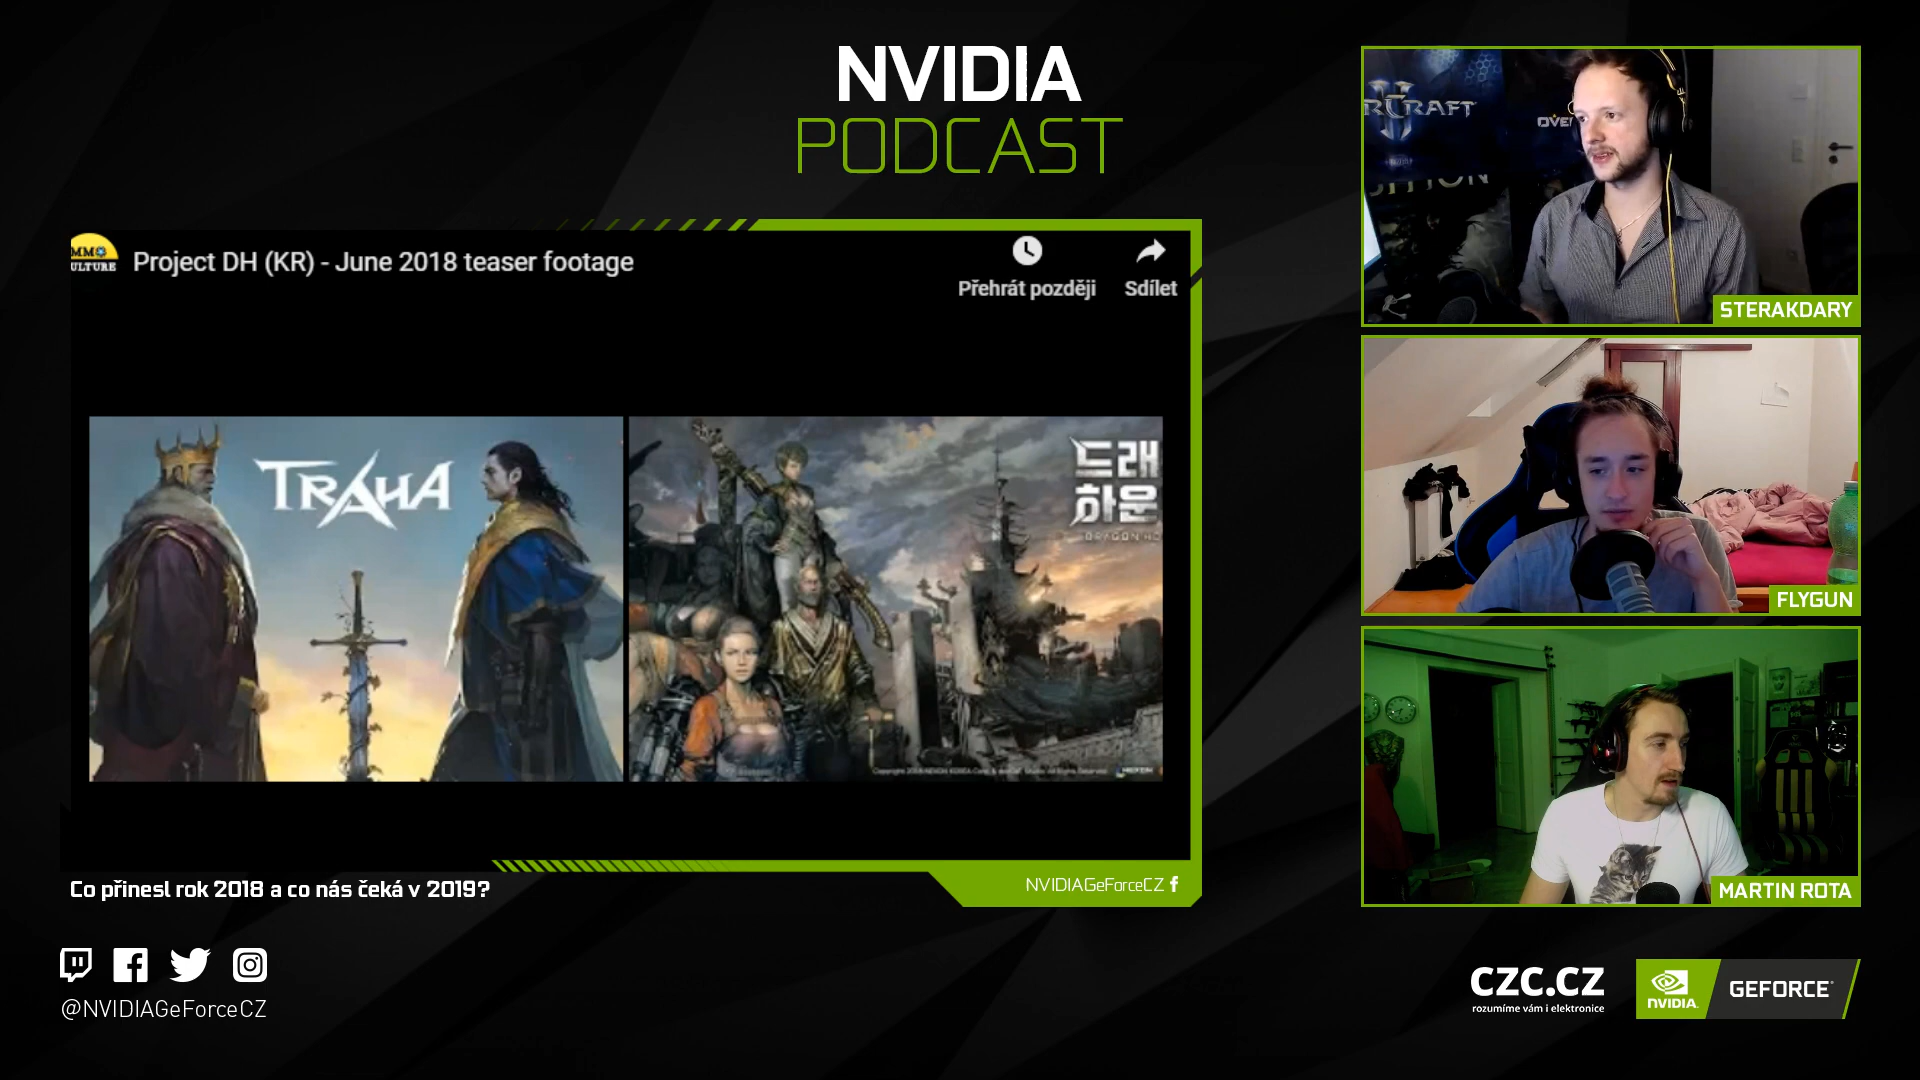 NVIDIA
PODCAST
Project DH (KR) - June 2018 teaser footage
Přehrát později
Sdílet
TRAHA
드래
하운
Co přinesl rok 2018 a co nás čeká v 2019?
NVIDIAGeForceCZ
@NVIDIAGeForceCZ
STERAKDARY
FLYGUN
MARTIN ROTA
CZC.CZ
rozumíme vám i elektronice
NVIDIA.
GEFORCE